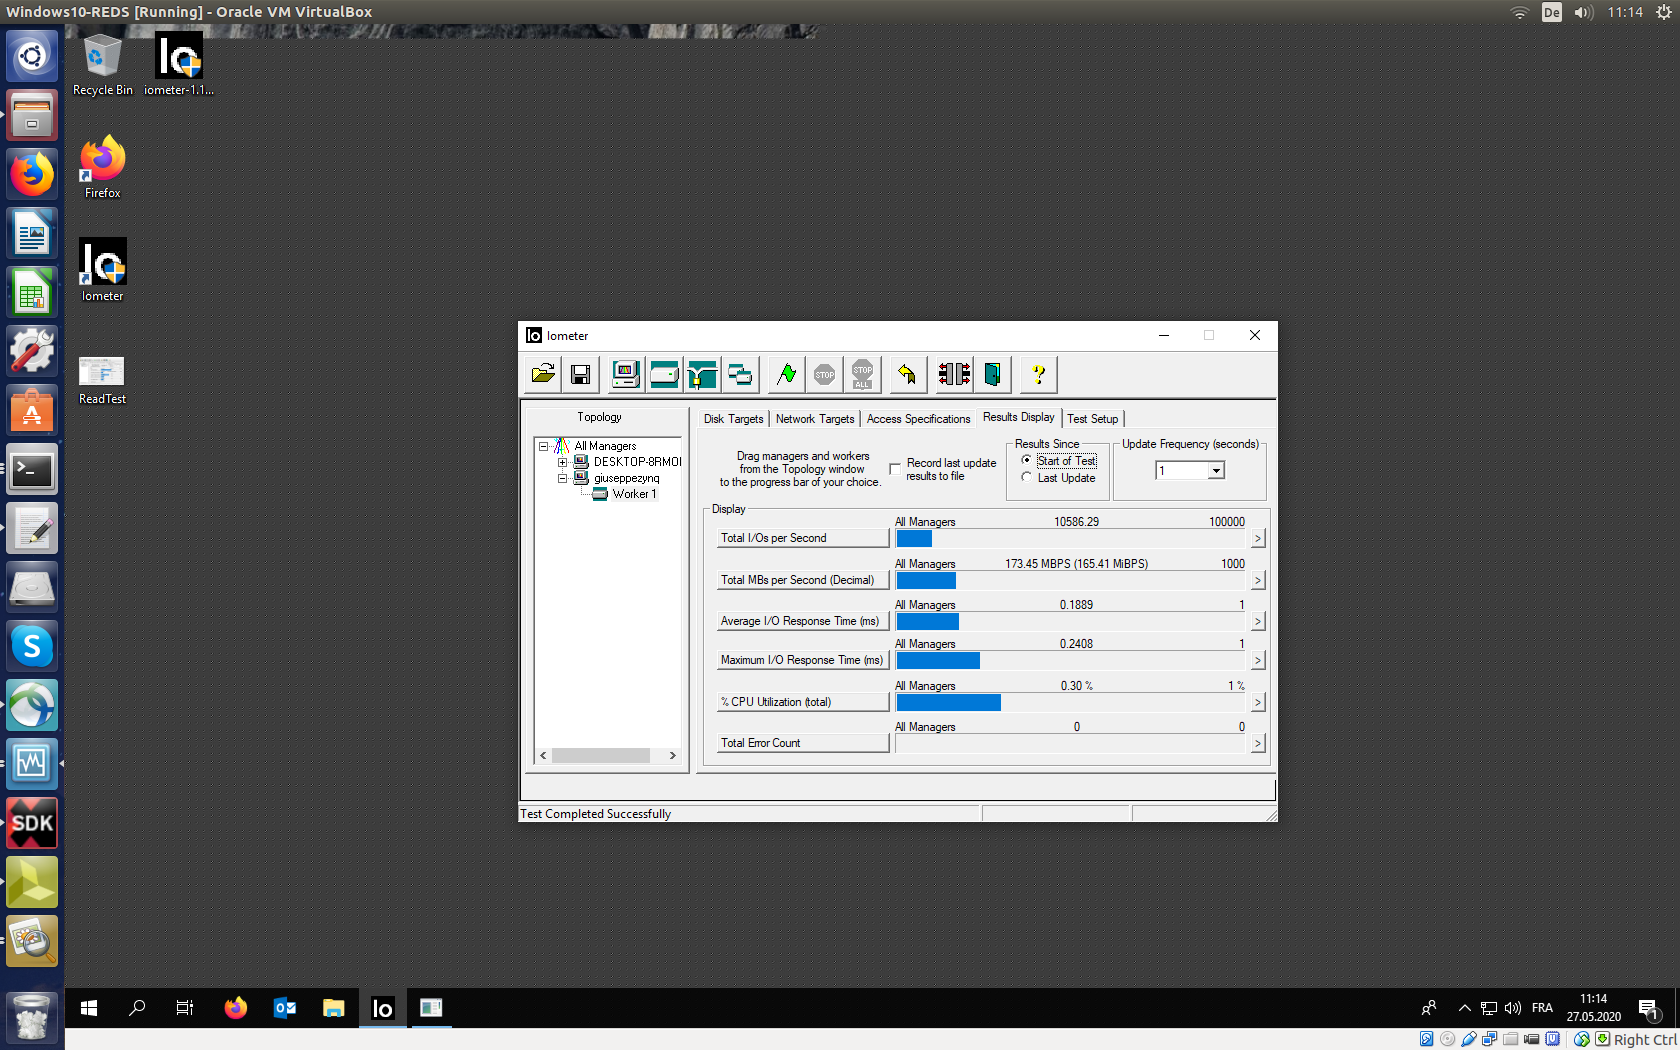 Windows10-REDS [Running] - Oracle VM VirtualBox
De
11:14
Recycle Bin
iometer-1.1...
Firefox
Iometer
ReadTest
SDK
Iometer
STOP
STOP ALL
Topology
All Managers
giuseppezynq
Worker 1
Disk Targets
Network Targets
Access Specifications
Results Display
Test Setup
Drag managers and workers
from the Topology window
to the progress bar of your choice.
Record last update
results to file
Results Since
Start of Test
Last Update
Update Frequency (seconds)
1
Display
All Managers 10586.29 100000
Total I/Os per Second
All Managers 173.45 MBPS (165.41 MiBPS) 1000
Total MBs per Second (Decimal)
All Managers 0.1889 1
Average I/O Response Time (ms)
All Managers 0.2408 1
Maximum I/O Response Time (ms)
All Managers 0.30 % 1 %
% CPU Utilization (total)
All Managers 0 0
Total Error Count
Test Completed Successfully
FRA
11:14
27.05.2020
1
Right Ctrl